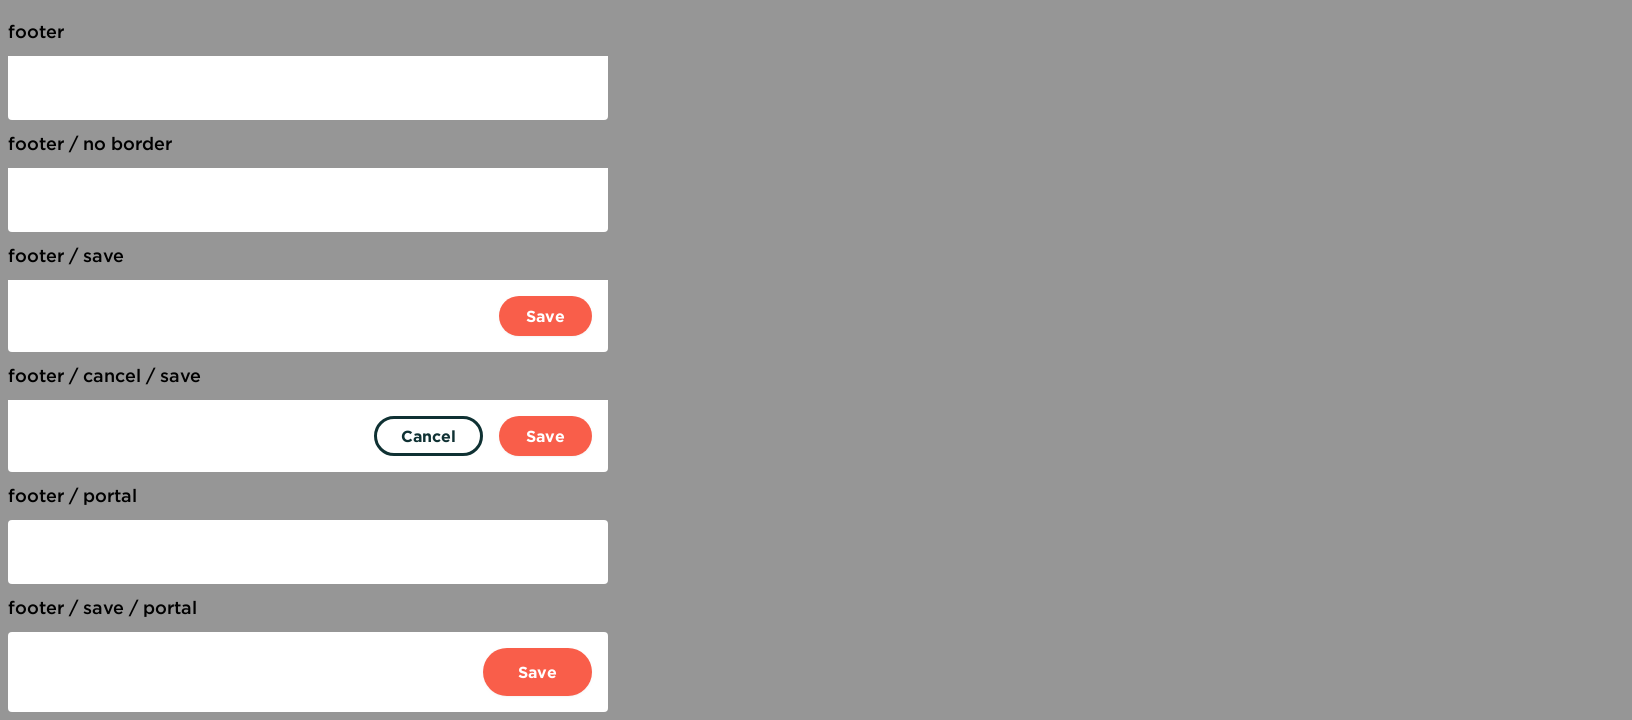 footer
footer / no border
footer / save
Save
footer / cancel / save
Cancel Save
footer / portal
footer / save / portal
Save